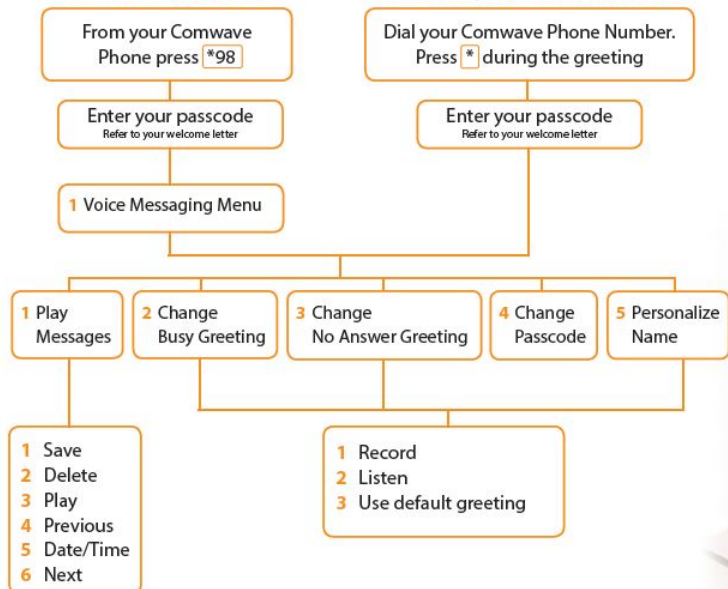 From your Comwave
Phone press *98
Dial your Comwave Phone Number.
Press * during the greeting
Enter your passcode
Refer to your welcome letter
Enter your passcode
Refer to your welcome letter
1 Voice Messaging Menu
1 Play
Messages
2 Change
Busy Greeting
3 Change
No Answer Greeting
4 Change
Passcode
5 Personalize
Name
1 Save
2 Delete
3 Play
4 Previous
5 Date/Time
6 Next
1 Record
2 Listen
3 Use default greeting